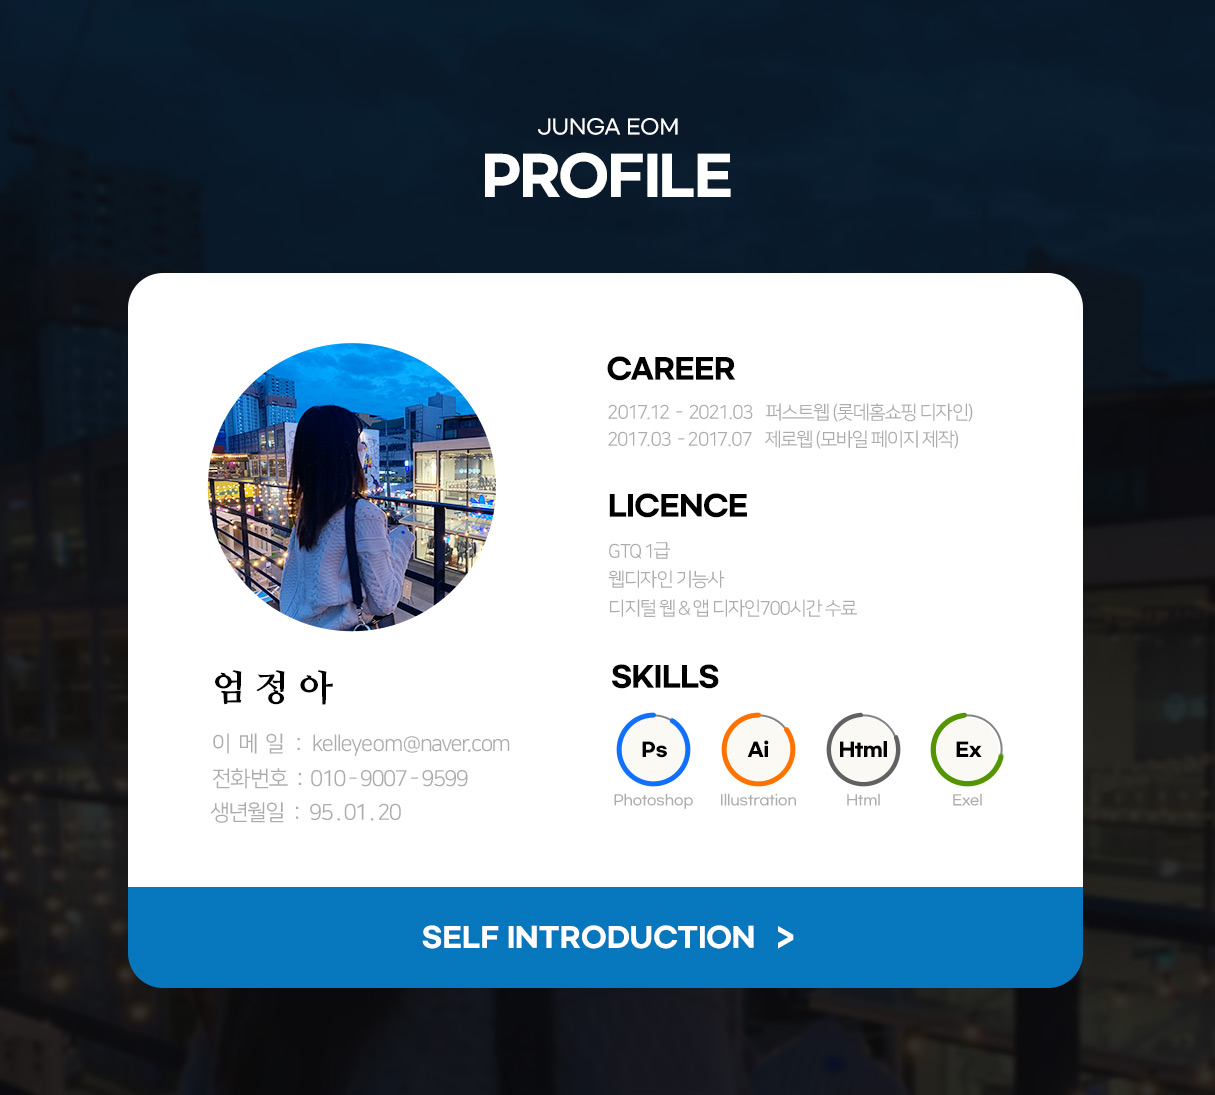 JUNGA EOM
PROFILE
엄정아
이메일 : kelleyeom@naver.com
전화번호 : 010-9007-9599
생년월일 : 95.01.20
CAREER
2017.12 - 2021.03 퍼스트웹 (롯데홈쇼핑 디자인)
2017.03 - 2017.07 제로웹 (모바일 페이지 제작)
LICENCE
GTQ 1급
웹디자인 기능사
디지털 웹 & 앱 디자인700시간 수료
SKILLS
Ps Ai Html Ex
Photoshop Illustration Html Exel
SELF INTRODUCTION >